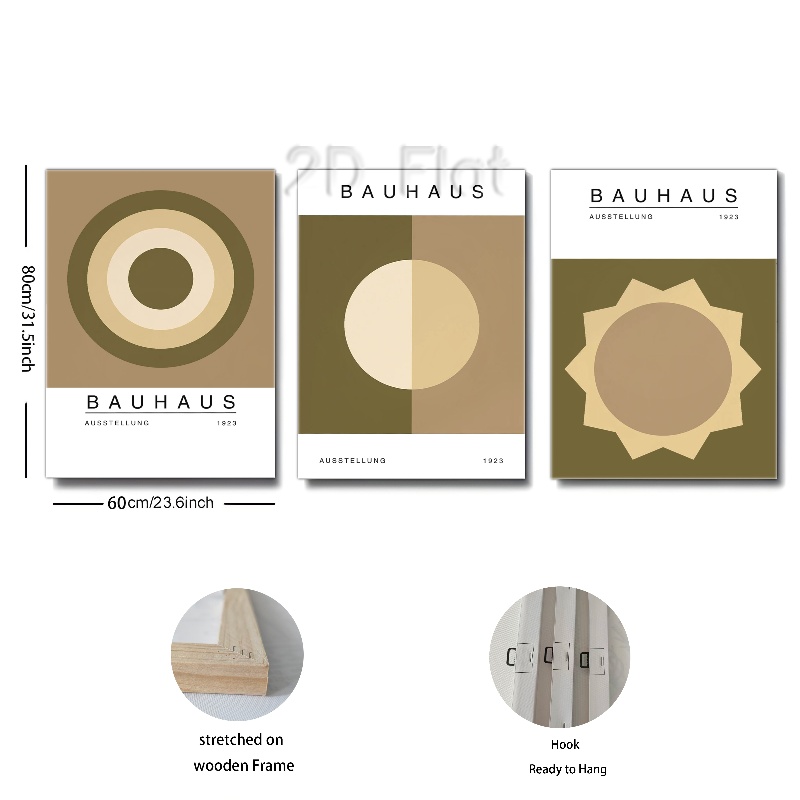 2D Flat
BAUHAUS
BAUHAUS
AUSSTELLUNG 1923
80cm/31.5inch
BAUHAUS
AUSSTELLUNG 1923
AUSSTELLUNG 1923
60cm/23.6inch
stretched on
wooden Frame
Hook
Ready to Hang